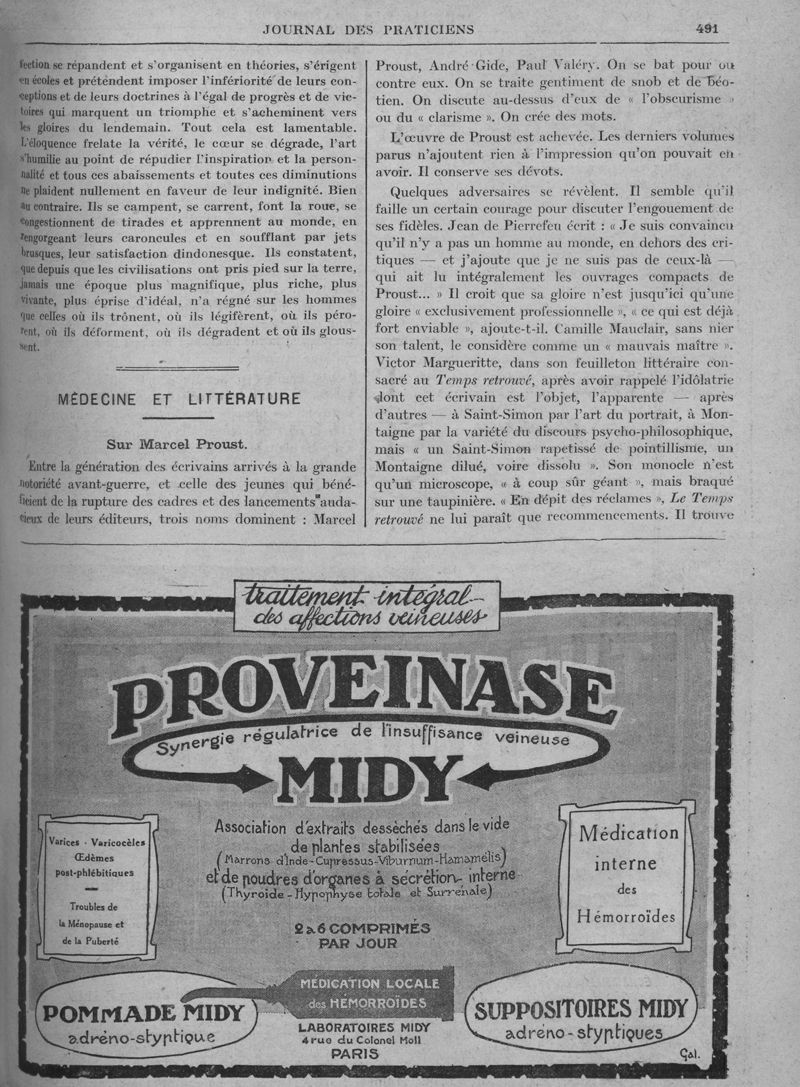 JOURNAL DES PRATICIENS 491
fection se répandent et s'organisent en théories, s'érigent
en écoles et prétendent imposer l'infériorité de leurs con-
ceptions et de leurs doctrines à l'égal de progrès et de vic-
toires qui marquent un triomphe et s'acheminent vers
les gloires du lendemain. Tout cela est lamentable.
L'éloquence frelate la vérité, le cœur se dégrade, l'art
s'humilie au point de répudier l'inspiration et la person-
nalité et tous ces abaissements et toutes ces diminutions
ne plaident nullement en faveur de leur indignité. Bien
au contraire. Ils se campent, se carrent, font la roue, se
congestionnent de tirades et apprennent au monde, en
rengorgeant leurs caroncules et en soufflant par jets
brusques, leur satisfaction dindonesque. Ils constatent,
que depuis que les civilisations ont pris pied sur la terre,
jamais une époque plus magnifique, plus riche, plus
vivante, plus éprise d'idéal, n'a régné sur les hommes
que celles où ils trônent, où ils légifèrent, où ils péro-
rent, où ils déforment, où ils dégradent et où ils glous-
sent.
MÉDECINE ET LITTÉRATURE
Sur Marcel Proust.
Entre la génération des écrivains arrivés à la grande
notoriété avant-guerre, et celle des jeunes qui béné-
ficient de la rupture des cadres et des lancements auda-
cieux de leurs éditeurs, trois noms dominent : Marcel
Proust, André Gide, Paul Valéry. On se bat pour ou
contre eux. On se traite gentiment de snob et de béo-
tien. On discute au-dessus d'eux de « l'obscurisme »
ou du « clarisme ». On crée des mots.
L'œuvre de Proust est achevée. Les derniers volumes
parus n'ajoutent rien à l'impression qu'on pouvait en
avoir. Il conserve ses dévots.
Quelques adversaires se révèlent. Il semble qu'il
faille un certain courage pour discuter l'engouement de
ses fidèles. Jean de Pierrefeu écrit : « Je suis convaincu
qu'il n'y a pas un homme au monde, en dehors des cri-
tiques — et j'ajoute que je ne suis pas de ceux-là —
qui ait lu intégralement les ouvrages compacts de
Proust... » Il croit que sa gloire n'est jusqu'ici qu'une
gloire « exclusivement professionnelle », « ce qui est déjà
fort enviable », ajoute-t-il. Camille Mauclair, sans nier
son talent, le considère comme un « mauvais maître ».
Victor Margueritte, dans son feuilleton littéraire con-
sacré au Temps retrouvé, après avoir rappelé l'idôlatrie
dont cet écrivain est l'objet, l'apparente — après
d'autres — à Saint-Simon par l'art du portrait, à Mon-
taigne par la variété du discours psycho-philosophique,
mais « un Saint-Simon rapetissé de pointillisme, un
Montaigne dilué, voire dissolu ». Son monocle n'est
qu'un microscope, « à coup sûr géant », mais braqué
sur une taupinière. « En dépit des réclames », Le Temps
retrouvé ne lui paraît que recommencements. Il trouve
traitement intégral
des affections veineuses
PROVEINASE
Synergie régulatrice de l'insuffisance veineuse
MIDY
Varices - Varicocèles
Œdèmes
post-phlébitiques
Troubles de
la Ménopause et
de la Puberté
Association d'extraits desséchés dans le vide
de plantes stabilisées
(Marrons d'Inde-Cupressus-Viburnum-Hamamelis)
et de poudres d'organes à sécrétion interne
(Thyroïde - Hypophyse totale et Surrénale)
2 à 6 COMPRIMÉS
PAR JOUR
Médication
interne
des
Hémorroïdes
MÉDICATION LOCALE
des HÉMORROÏDES
POMMADE MIDY
adréno-styptique
LABORATOIRES MIDY
4 rue du Colonel Moll
PARIS
SUPPOSITOIRES MIDY
adréno-styptiques
Gal.